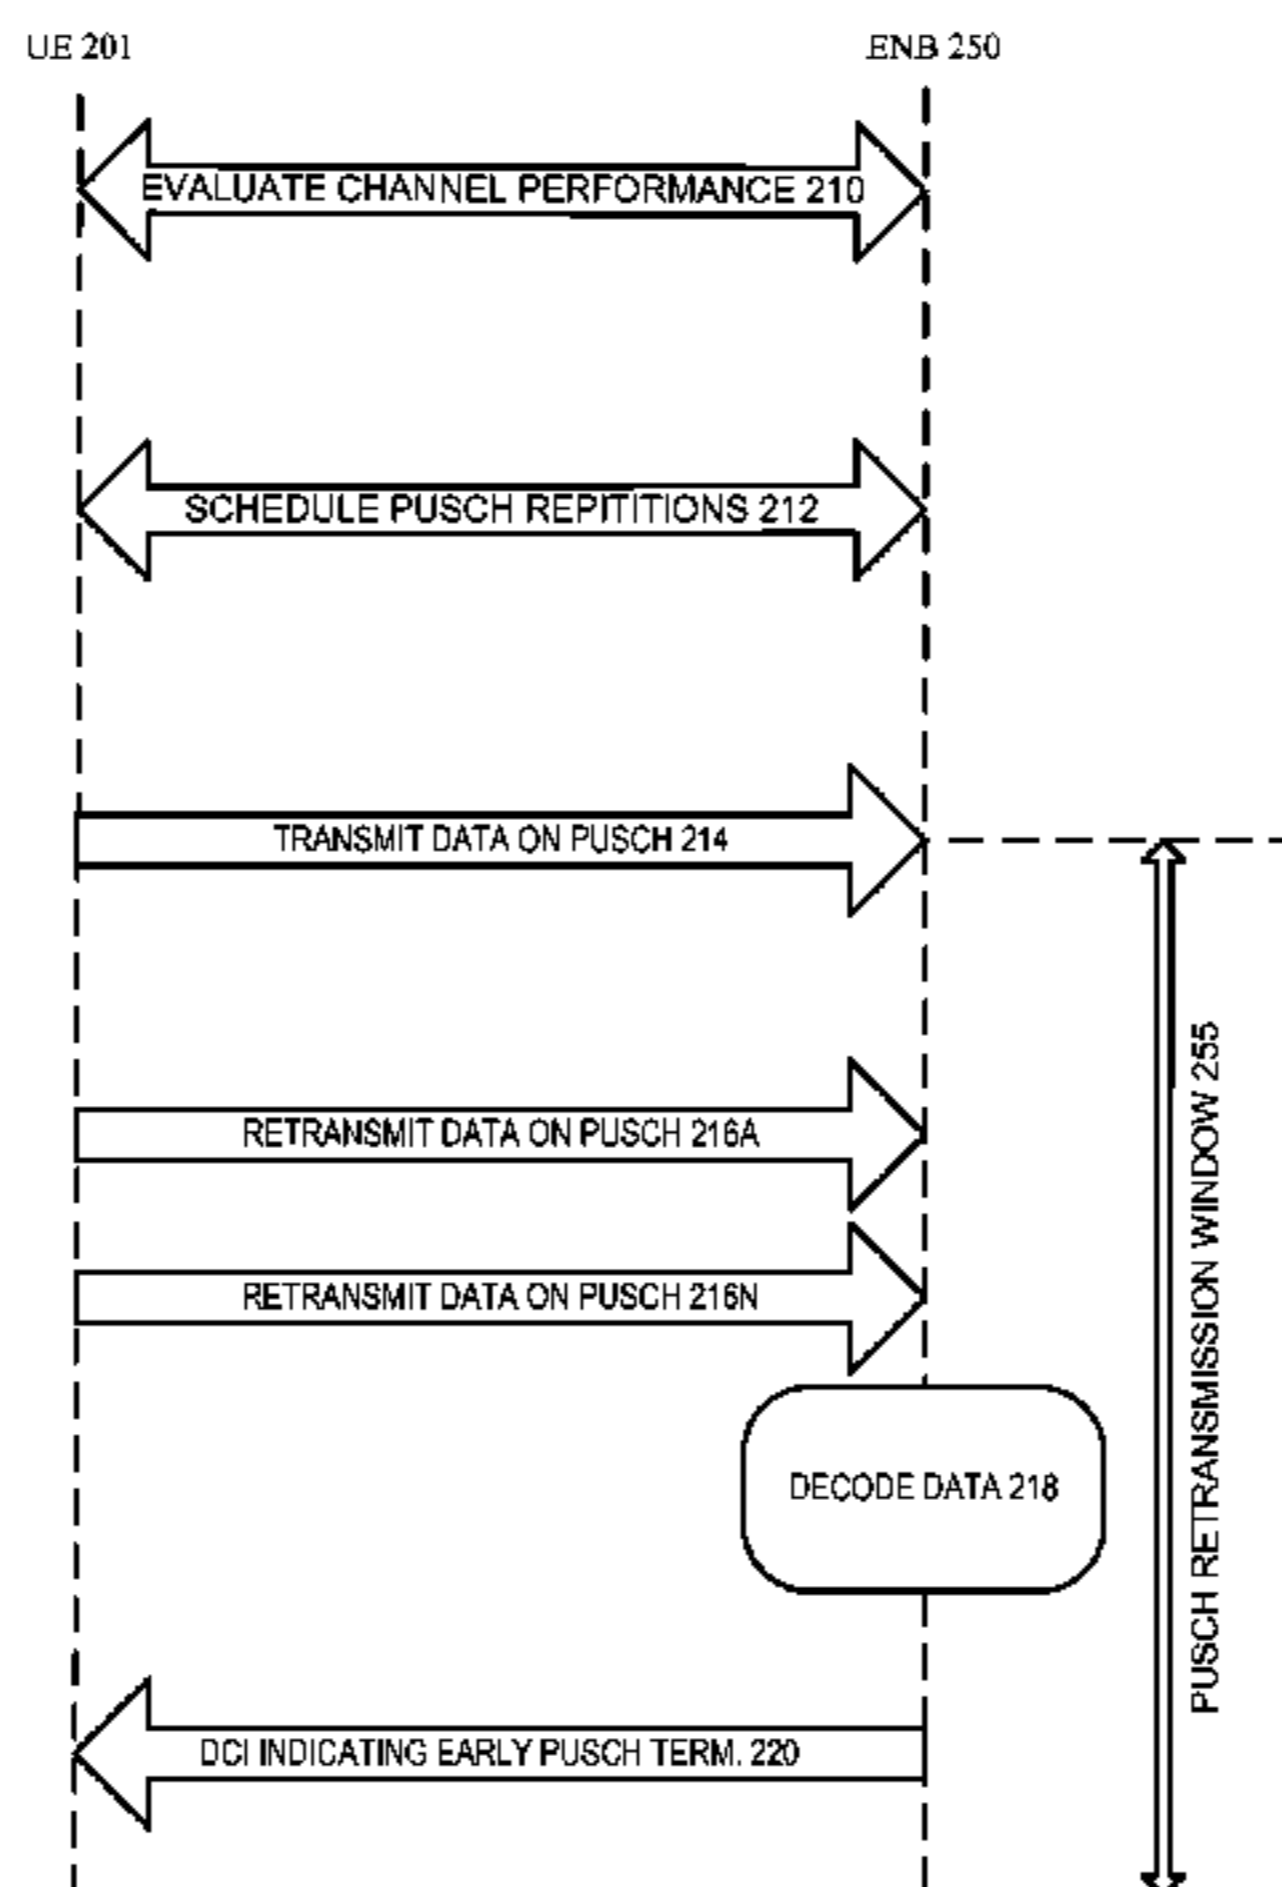 UE 201
ENB 250
EVALUATE CHANNEL PERFORMANCE 210
SCHEDULE PUSCH REPITITIONS 212
TRANSMIT DATA ON PUSCH 214
RETRANSMIT DATA ON PUSCH 216A
RETRANSMIT DATA ON PUSCH 216N
DECODE DATA 218
DCI INDICATING EARLY PUSCH TERM. 220
PUSCH RETRANSMISSION WINDOW 255